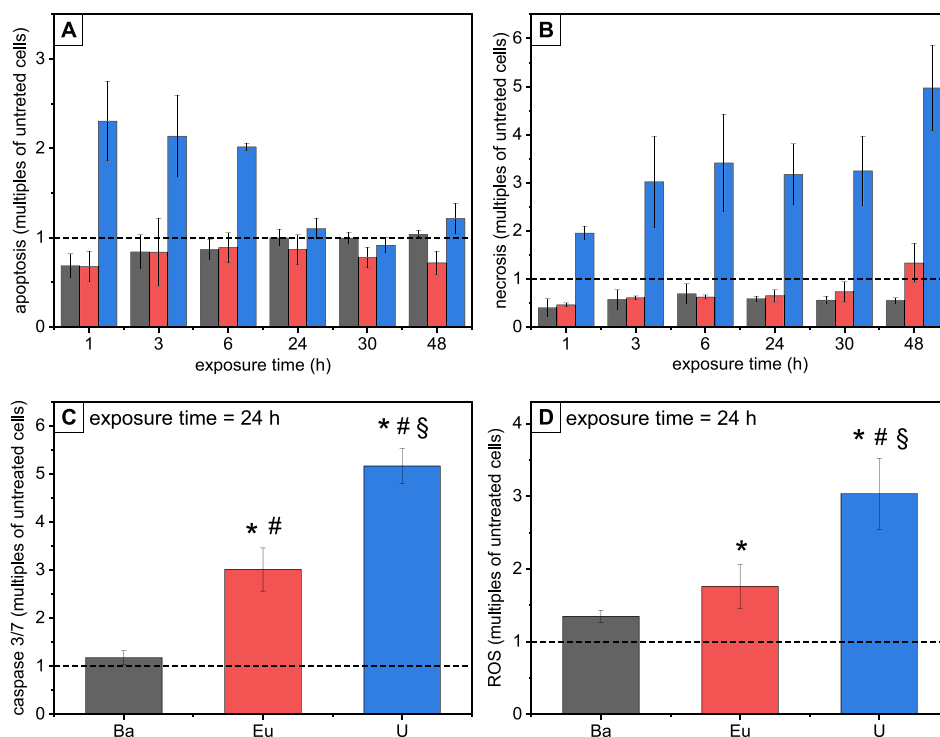 A
apoptosis (multiples of untreted cells)
3
2
1
0
1 3 6 24 30 48
exposure time (h)
B
necrosis (multiples of untreated cells)
6
5
4
3
2
1
0
1 3 6 24 30 48
exposure time (h)
C exposure time = 24 h
caspase 3/7 (multiples of untreated cells)
6
5
4
3
2
1
0
* #
* # §
Ba Eu U
D exposure time = 24 h
ROS (multiples of untreated cells)
4
3
2
1
0
*
* # §
Ba Eu U